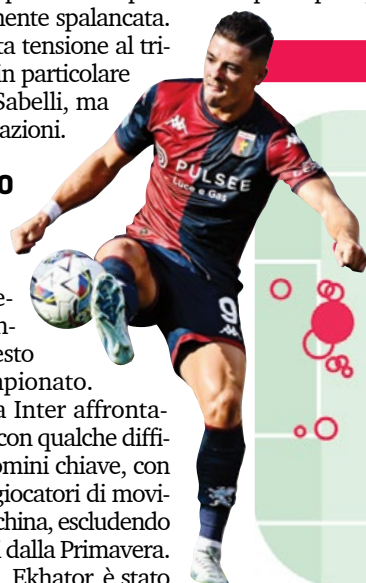 mente spalancata.
ta tensione al tri-
in particolare
Sabelli, ma
azioni.
O
e-
n-
esto
mpionato.
a Inter affronta-
con qualche diffi-
omini chiave, con
giocatori di movi-
china, escludendo
i dalla Primavera.
Ekhator è stato
PULSEE
Luce e Gas
9